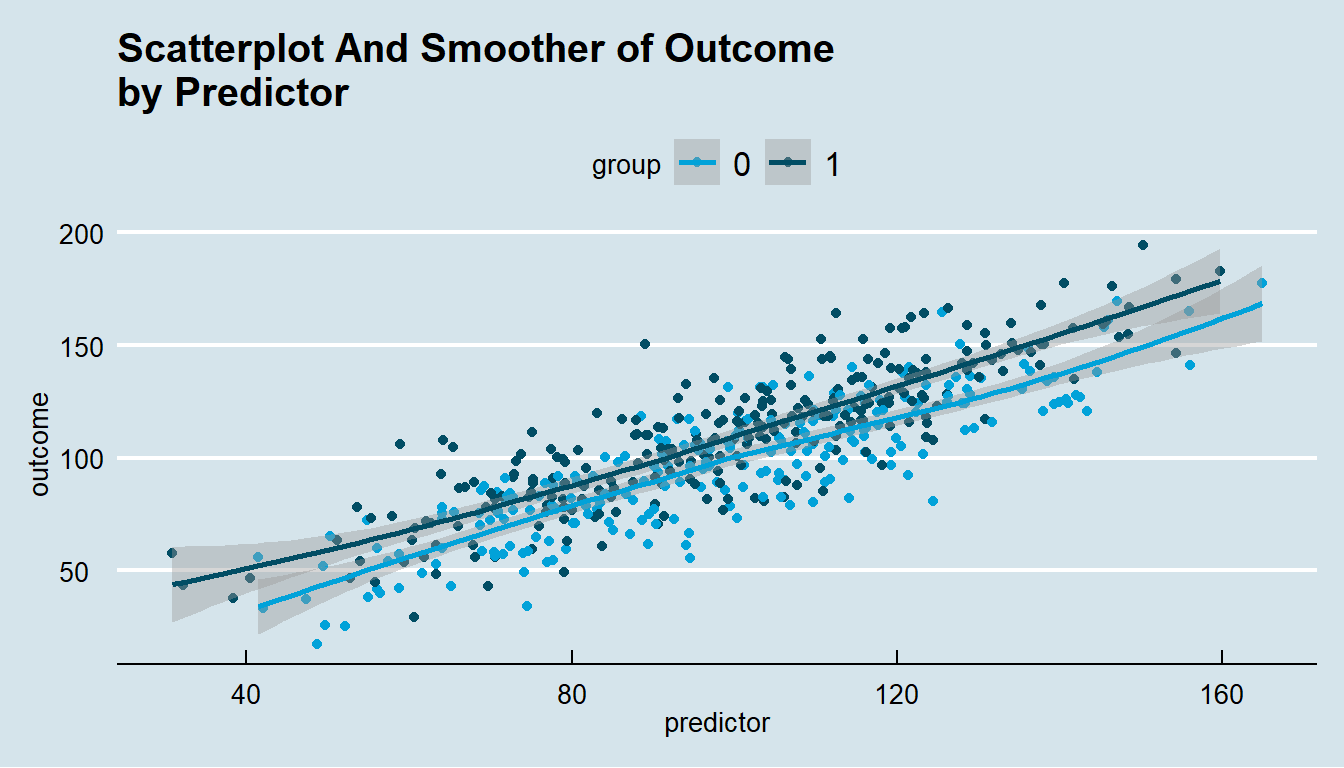 Scatterplot And Smoother of Outcome
by Predictor
group 0 1
200
150
100
50
outcome
40 80 120 160
predictor